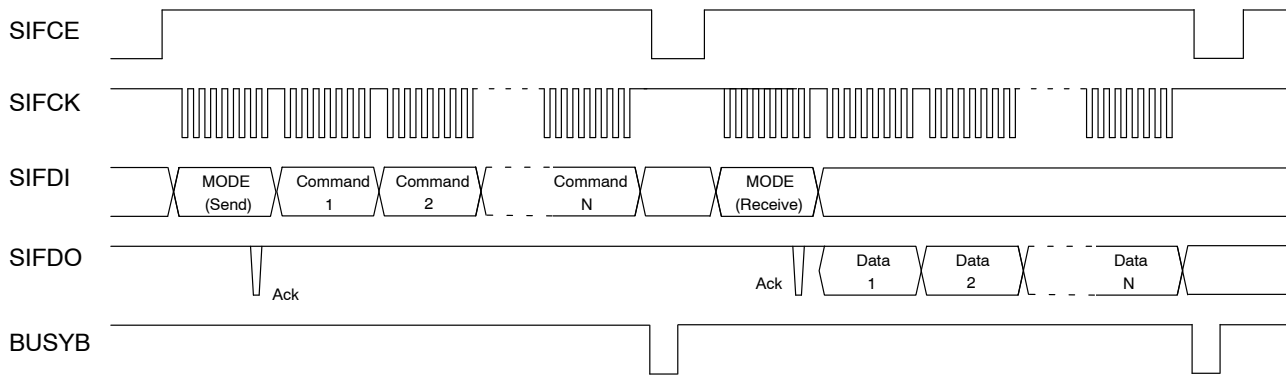 SIFCE
SIFCK
SIFDI
MODE
(Send)
Command
1
Command
2
Command
N
MODE
(Receive)
SIFDO
Ack
Ack
Data
1
Data
2
Data
N
BUSYB